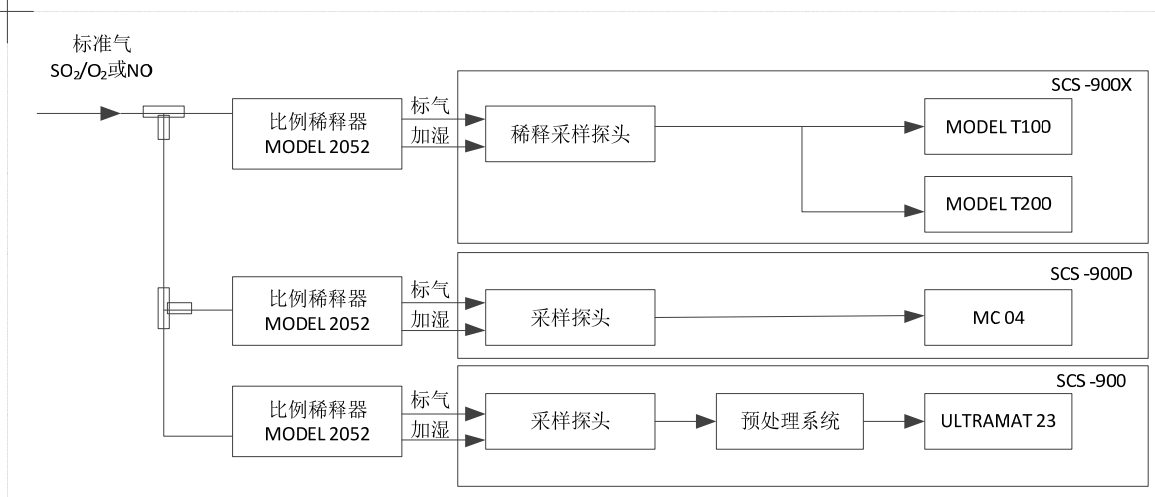 标准气
SO₂/O₂或NO
比例稀释器
MODEL 2052
标气
加湿
SCS -900X
稀释采样探头
MODEL T100
MODEL T200
比例稀释器
MODEL 2052
标气
加湿
SCS -900D
采样探头
MC 04
比例稀释器
MODEL 2052
标气
加湿
SCS -900
采样探头
预处理系统
ULTRAMAT 23